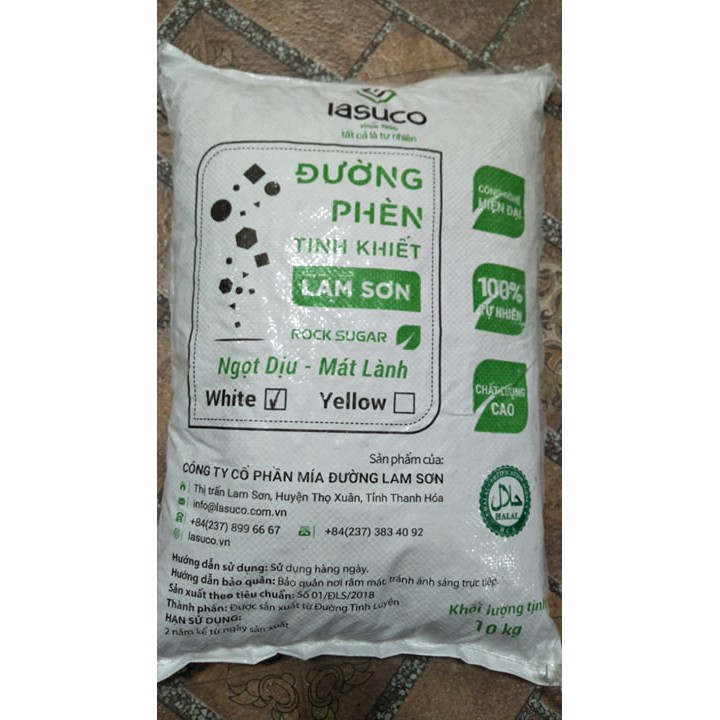 lasuco
tất cả là tự nhiên
ĐƯỜNG
PHÈN
TINH KHIẾT
LAM SƠN
ROCK SUGAR
Ngọt Dịu - Mát Lành
White ☑ Yellow ☐
CÔNG NGHỆ
HIỆN ĐẠI
100%
TỰ NHIÊN
CHẤT LƯỢNG
CAO
Sản phẩm của:
CÔNG TY CỔ PHẦN MÍA ĐƯỜNG LAM SƠN
Thị trấn Lam Sơn, Huyện Thọ Xuân, Tỉnh Thanh Hóa
info@lasuco.com.vn
+84(237) 899 66 67 +84(237) 383 40 92
lasuco.vn
حلال
HALAL
Hướng dẫn sử dụng: Sử dụng hàng ngày.
Hướng dẫn bảo quản: Bảo quản nơi râm mát, tránh ánh sáng trực tiếp.
Sản xuất theo tiêu chuẩn: Số 01/ĐLS/2018
Thành phần: Được sản xuất từ Đường Tinh Luyện
HẠN SỬ DỤNG:
2 năm kể từ ngày sản xuất
Khối lượng tịnh
10 kg